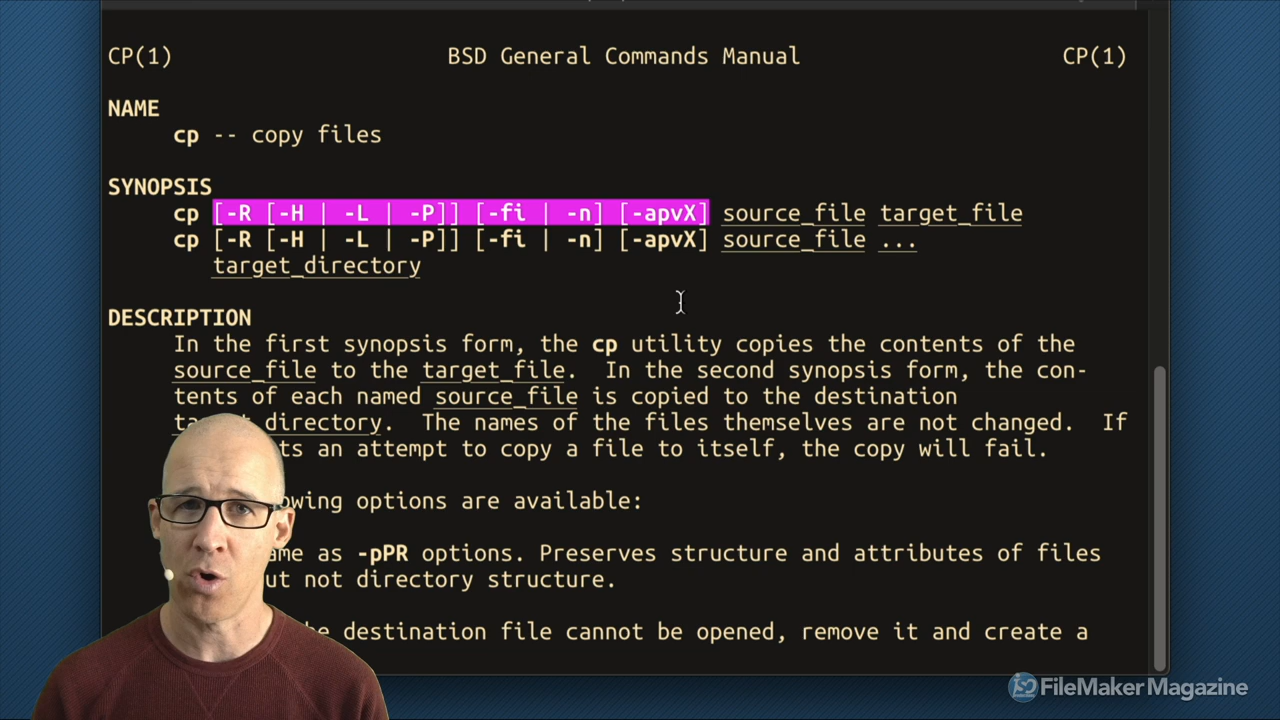 CP(1) BSD General Commands Manual CP(1)
NAME
cp -- copy files
SYNOPSIS
cp [-R [-H | -L | -P]] [-fi | -n] [-apvX] source_file target_file
cp [-R [-H | -L | -P]] [-fi | -n] [-apvX] source_file ...
target_directory
DESCRIPTION
In the first synopsis form, the cp utility copies the contents of the
source_file to the target_file. In the second synopsis form, the con-
tents of each named source_file is copied to the destination
directory. The names of the files themselves are not changed. If
an attempt to copy a file to itself, the copy will fail.
options are available:
as -pPR options. Preserves structure and attributes of files
not directory structure.
destination file cannot be opened, remove it and create a
FileMaker Magazine